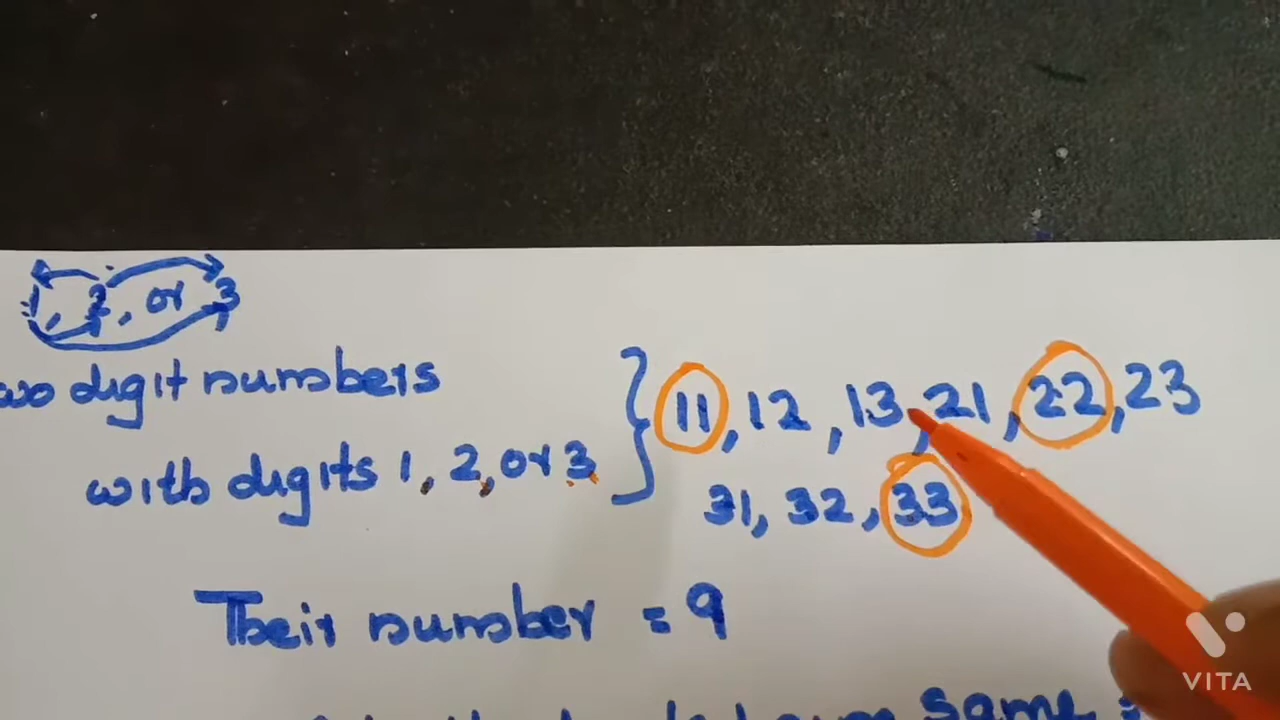 1, 2, or 3
two digit numbers
with digits 1, 2, or 3
11, 12, 13, 21, 22, 23
31, 32, 33
Their number = 9
same
VITA